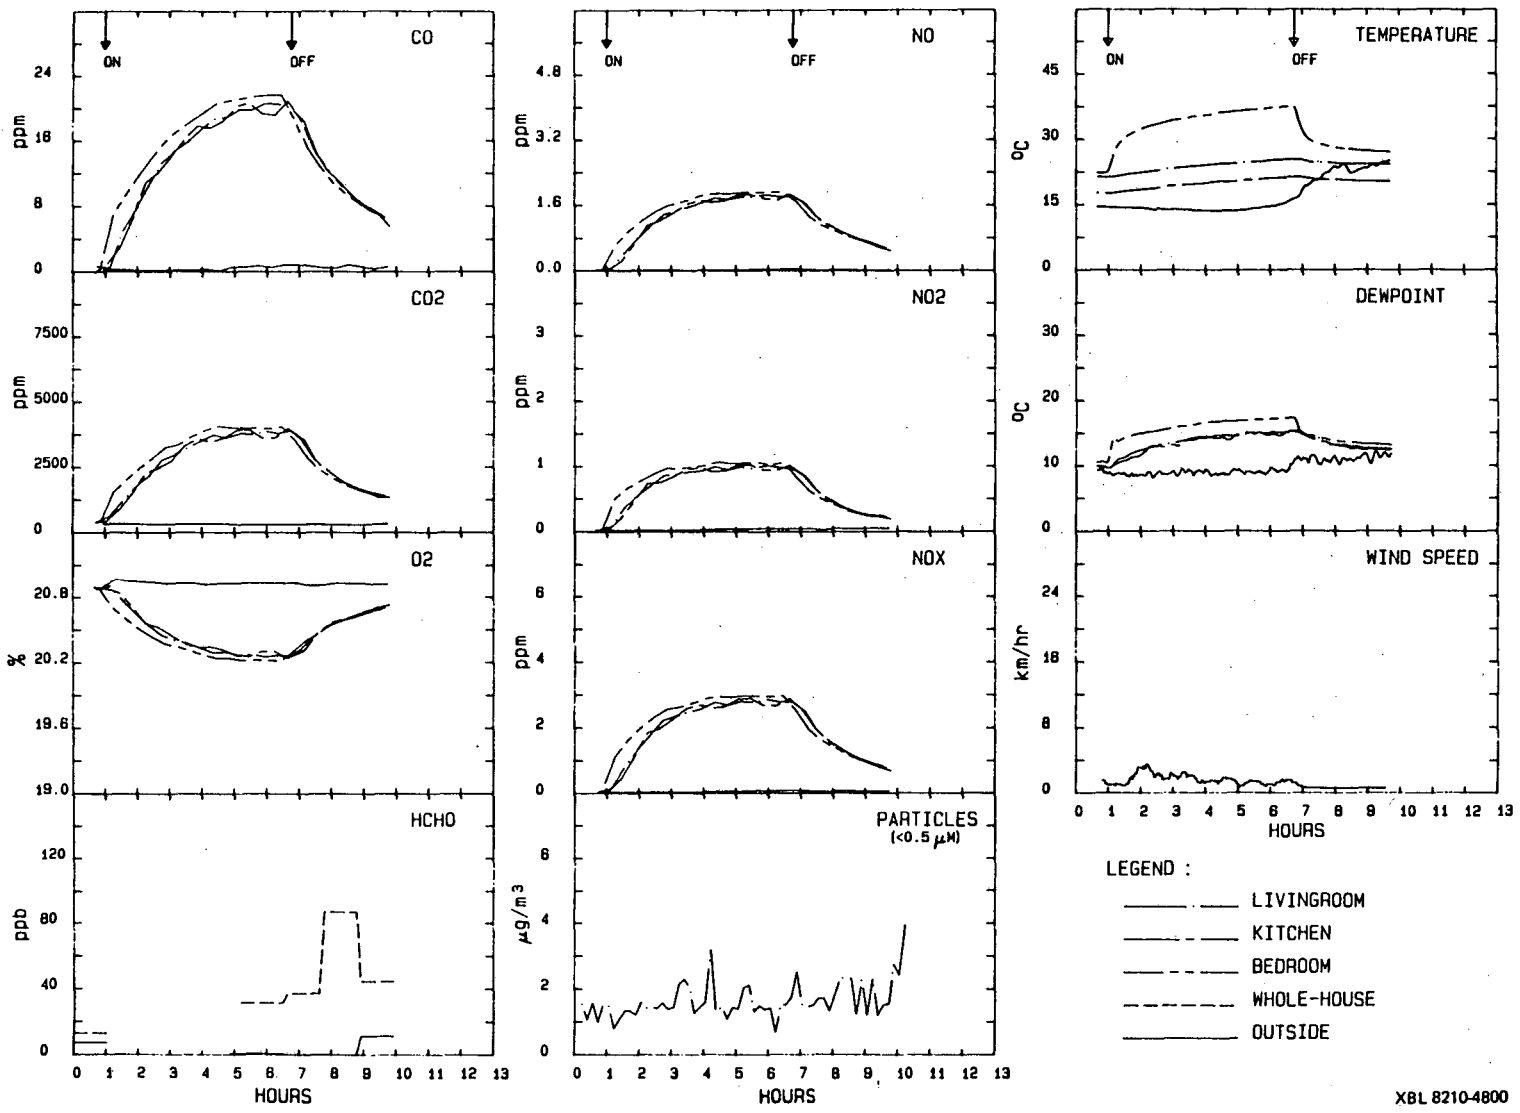 CO
ON
OFF
24
18
8
0
ppm
CO2
7500
5000
2500
0
ppm
O2
20.8
20.2
19.6
19.0
%
HCHO
120
80
40
0
ppb
0 1 2 3 4 5 6 7 8 9 10 11 12 13
HOURS
NO
ON
OFF
4.8
3.2
1.6
0.0
ppm
NO2
3
2
1
0
ppm
NOX
6
4
2
0
ppm
PARTICLES
(<0.5 μM)
6
4
2
0
μg/m³
0 1 2 3 4 5 6 7 8 9 10 11 12 13
HOURS
TEMPERATURE
ON
OFF
45
30
15
0
°C
DEWPOINT
30
20
10
0
°C
WIND SPEED
24
18
8
0
km/hr
0 1 2 3 4 5 6 7 8 9 10 11 12 13
HOURS
LEGEND :
LIVINGROOM
KITCHEN
BEDROOM
WHOLE-HOUSE
OUTSIDE
XBL 8210-4800